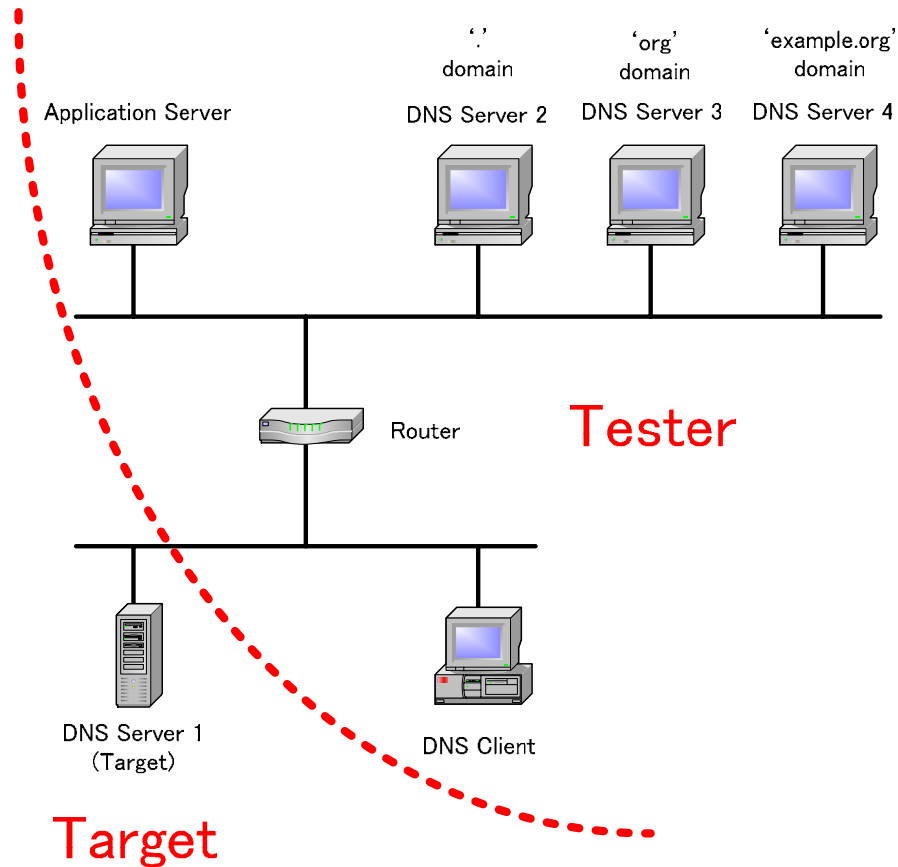 ‘.’
domain
DNS Server 2
‘org’
domain
DNS Server 3
‘example.org’
domain
DNS Server 4
Application Server
Router
Tester
DNS Server 1
(Target)
DNS Client
Target